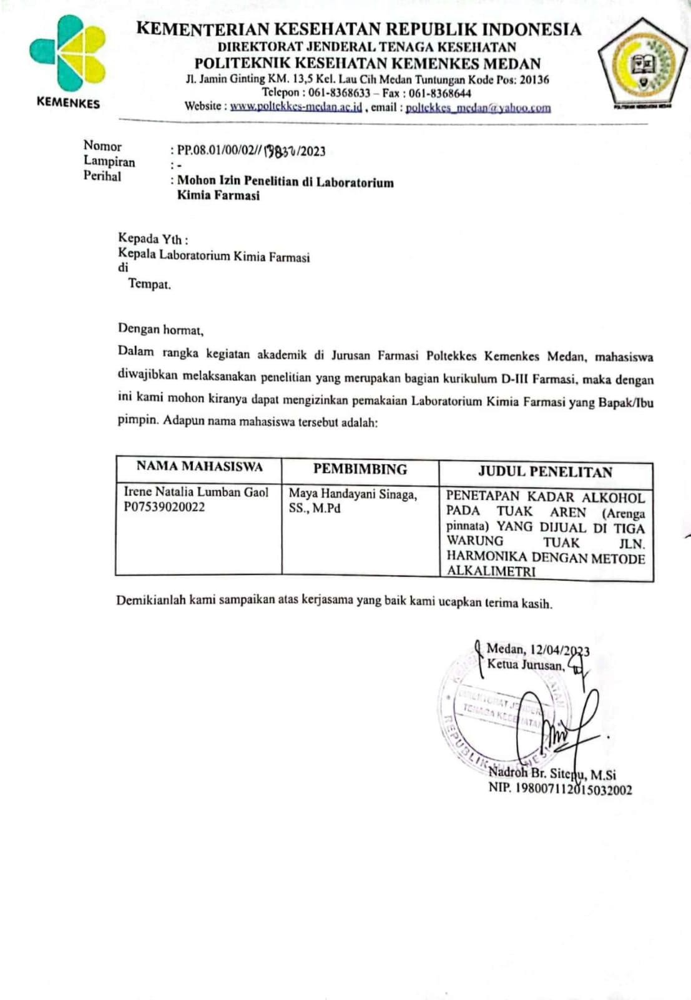 KEMENKES
KEMENTERIAN KESEHATAN REPUBLIK INDONESIA
DIREKTORAT JENDERAL TENAGA KESEHATAN
POLITEKNIK KESEHATAN KEMENKES MEDAN
Jl. Jamin Ginting KM. 13,5 Kel. Lau Cih Medan Tuntungan Kode Pos: 20136
Telepon : 061-8368633 – Fax : 061-8368644
Website : www.poltekkes-medan.ac.id , email : poltekkes_medan@yahoo.com
POLITEKNIK KESEHATAN MEDAN
Nomor : PP.08.01/00/02// /2023
Lampiran : -
Perihal : Mohon Izin Penelitian di Laboratorium
Kimia Farmasi
Kepada Yth :
Kepala Laboratorium Kimia Farmasi
di
Tempat.
Dengan hormat,
Dalam rangka kegiatan akademik di Jurusan Farmasi Poltekkes Kemenkes Medan, mahasiswa
diwajibkan melaksanakan penelitian yang merupakan bagian kurikulum D-III Farmasi, maka dengan
ini kami mohon kiranya dapat mengizinkan pemakaian Laboratorium Kimia Farmasi yang Bapak/Ibu
pimpin. Adapun nama mahasiswa tersebut adalah:
NAMA MAHASISWA PEMBIMBING JUDUL PENELITAN
Irene Natalia Lumban Gaol
P07539020022
Maya Handayani Sinaga,
SS., M.Pd
PENETAPAN KADAR ALKOHOL
PADA TUAK AREN (Arenga
pinnata) YANG DIJUAL DI TIGA
WARUNG TUAK JLN.
HARMONIKA DENGAN METODE
ALKALIMETRI
Demikianlah kami sampaikan atas kerjasama yang baik kami ucapkan terima kasih.
Medan, 12/04/2023
Ketua Jurusan,
DIREKTORAT JENDERAL
TENAGA KESEHATAN
REPUBLIK INDONESIA
Nadroh Br. Sitepu, M.Si
NIP. 198007112015032002